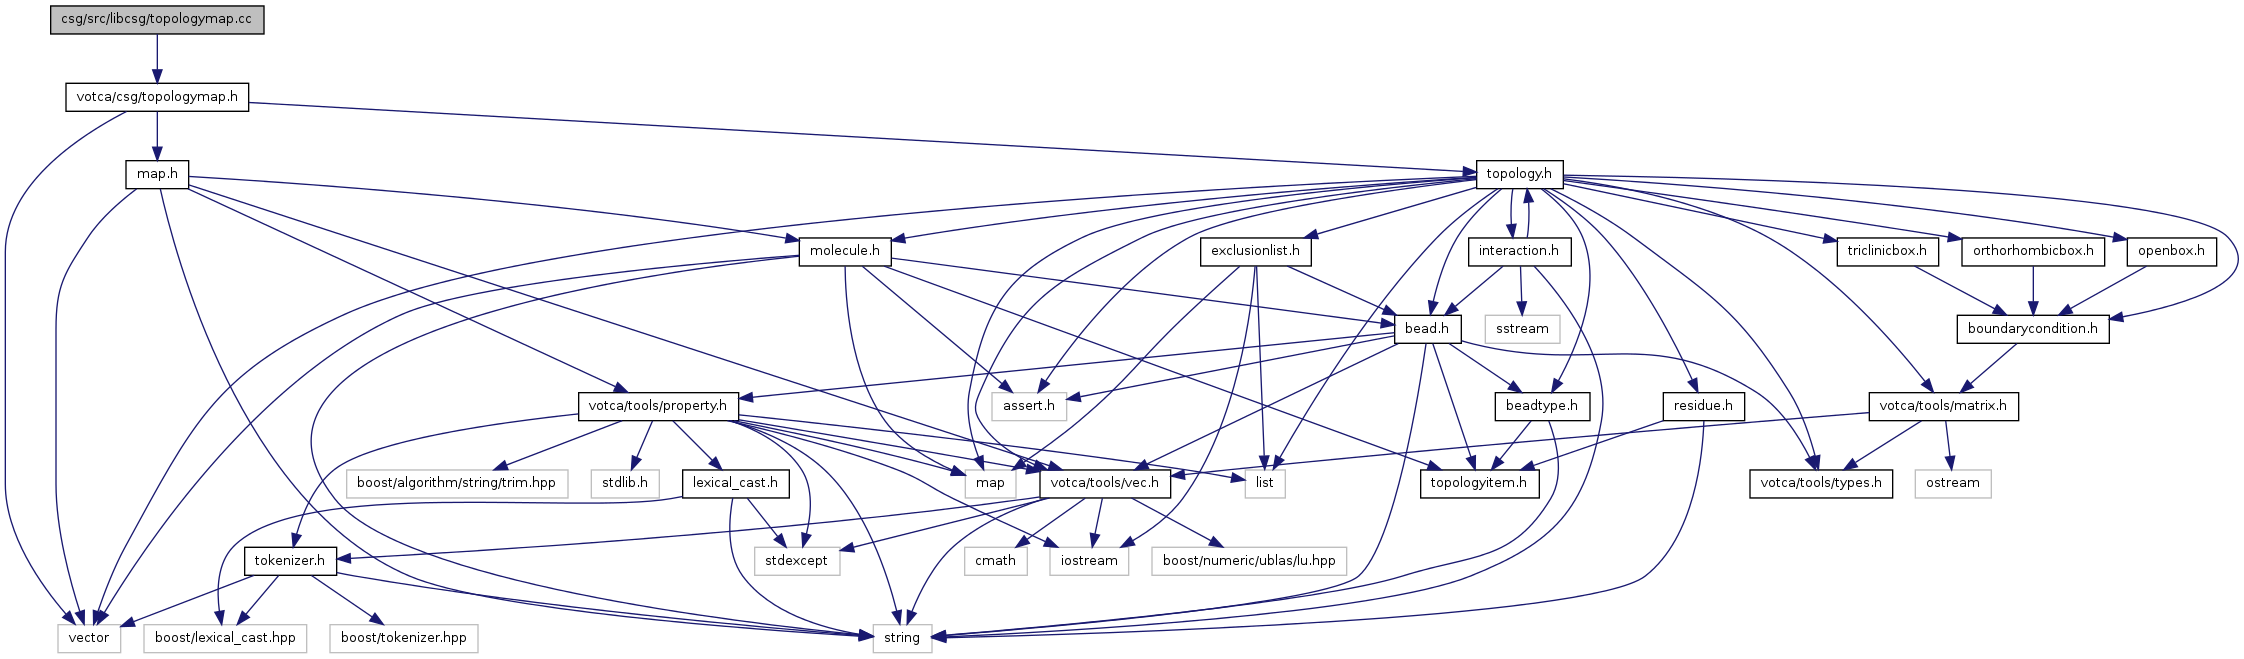 csg/src/libcsg/topologymap.cc
votca/csg/topologymap.h
map.h
topology.h
molecule.h
exclusionlist.h
interaction.h
triclinicbox.h
orthorhombicbox.h
openbox.h
bead.h
sstream
boundarycondition.h
votca/tools/property.h
assert.h
beadtype.h
residue.h
votca/tools/matrix.h
boost/algorithm/string/trim.hpp
stdlib.h
lexical_cast.h
map
votca/tools/vec.h
list
topologyitem.h
votca/tools/types.h
ostream
tokenizer.h
stdexcept
cmath
iostream
boost/numeric/ublas/lu.hpp
vector
boost/lexical_cast.hpp
boost/tokenizer.hpp
string